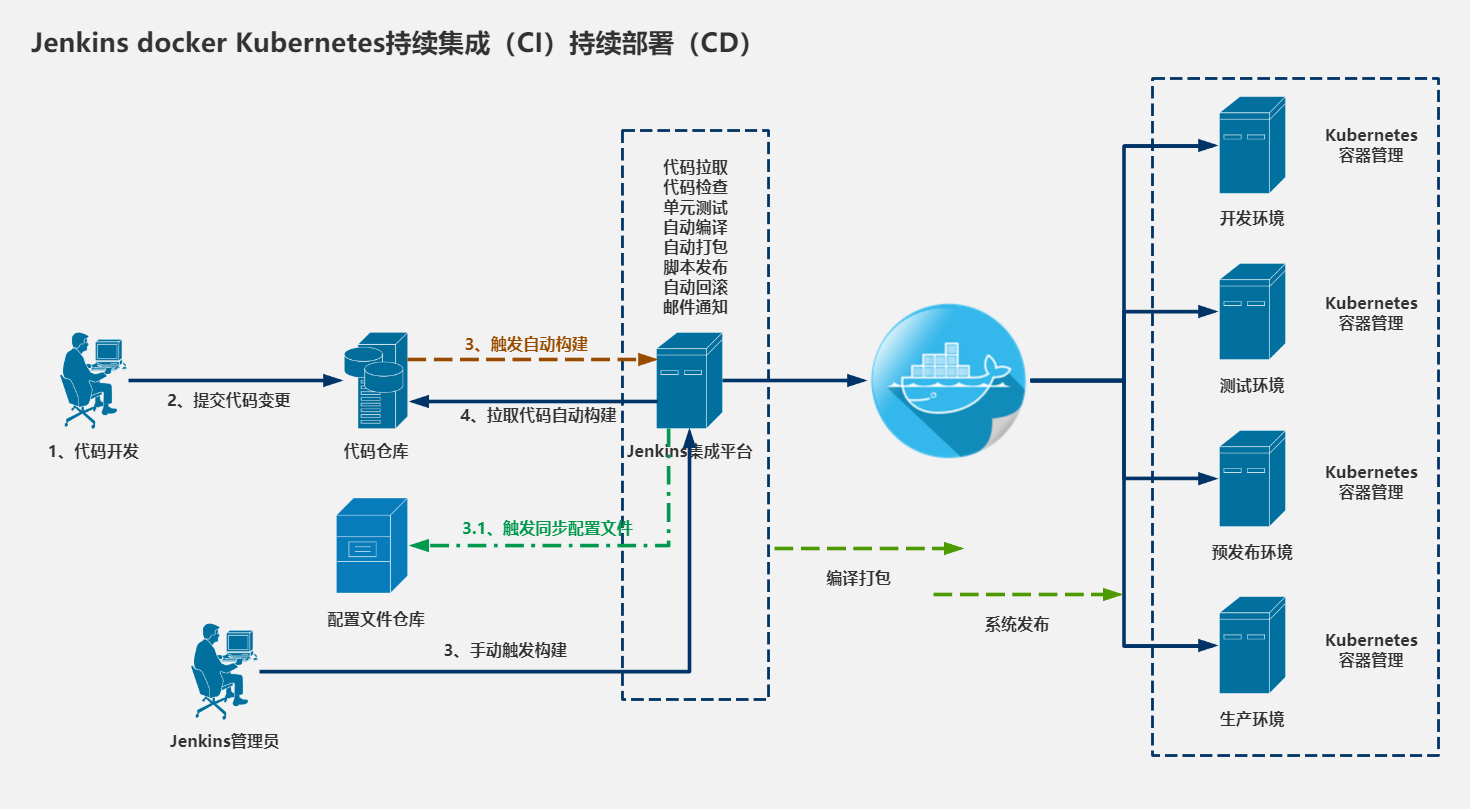 Jenkins docker Kubernetes持续集成（CI）持续部署（CD）
代码拉取
代码检查
单元测试
自动编译
自动打包
脚本发布
自动回滚
邮件通知
3、触发自动构建
2、提交代码变更
4、拉取代码自动构建
1、代码开发
代码仓库
Jenkins集成平台
3.1、触发同步配置文件
配置文件仓库
3、手动触发构建
Jenkins管理员
编译打包
系统发布
Kubernetes
容器管理
开发环境
Kubernetes
容器管理
测试环境
Kubernetes
容器管理
预发布环境
Kubernetes
容器管理
生产环境